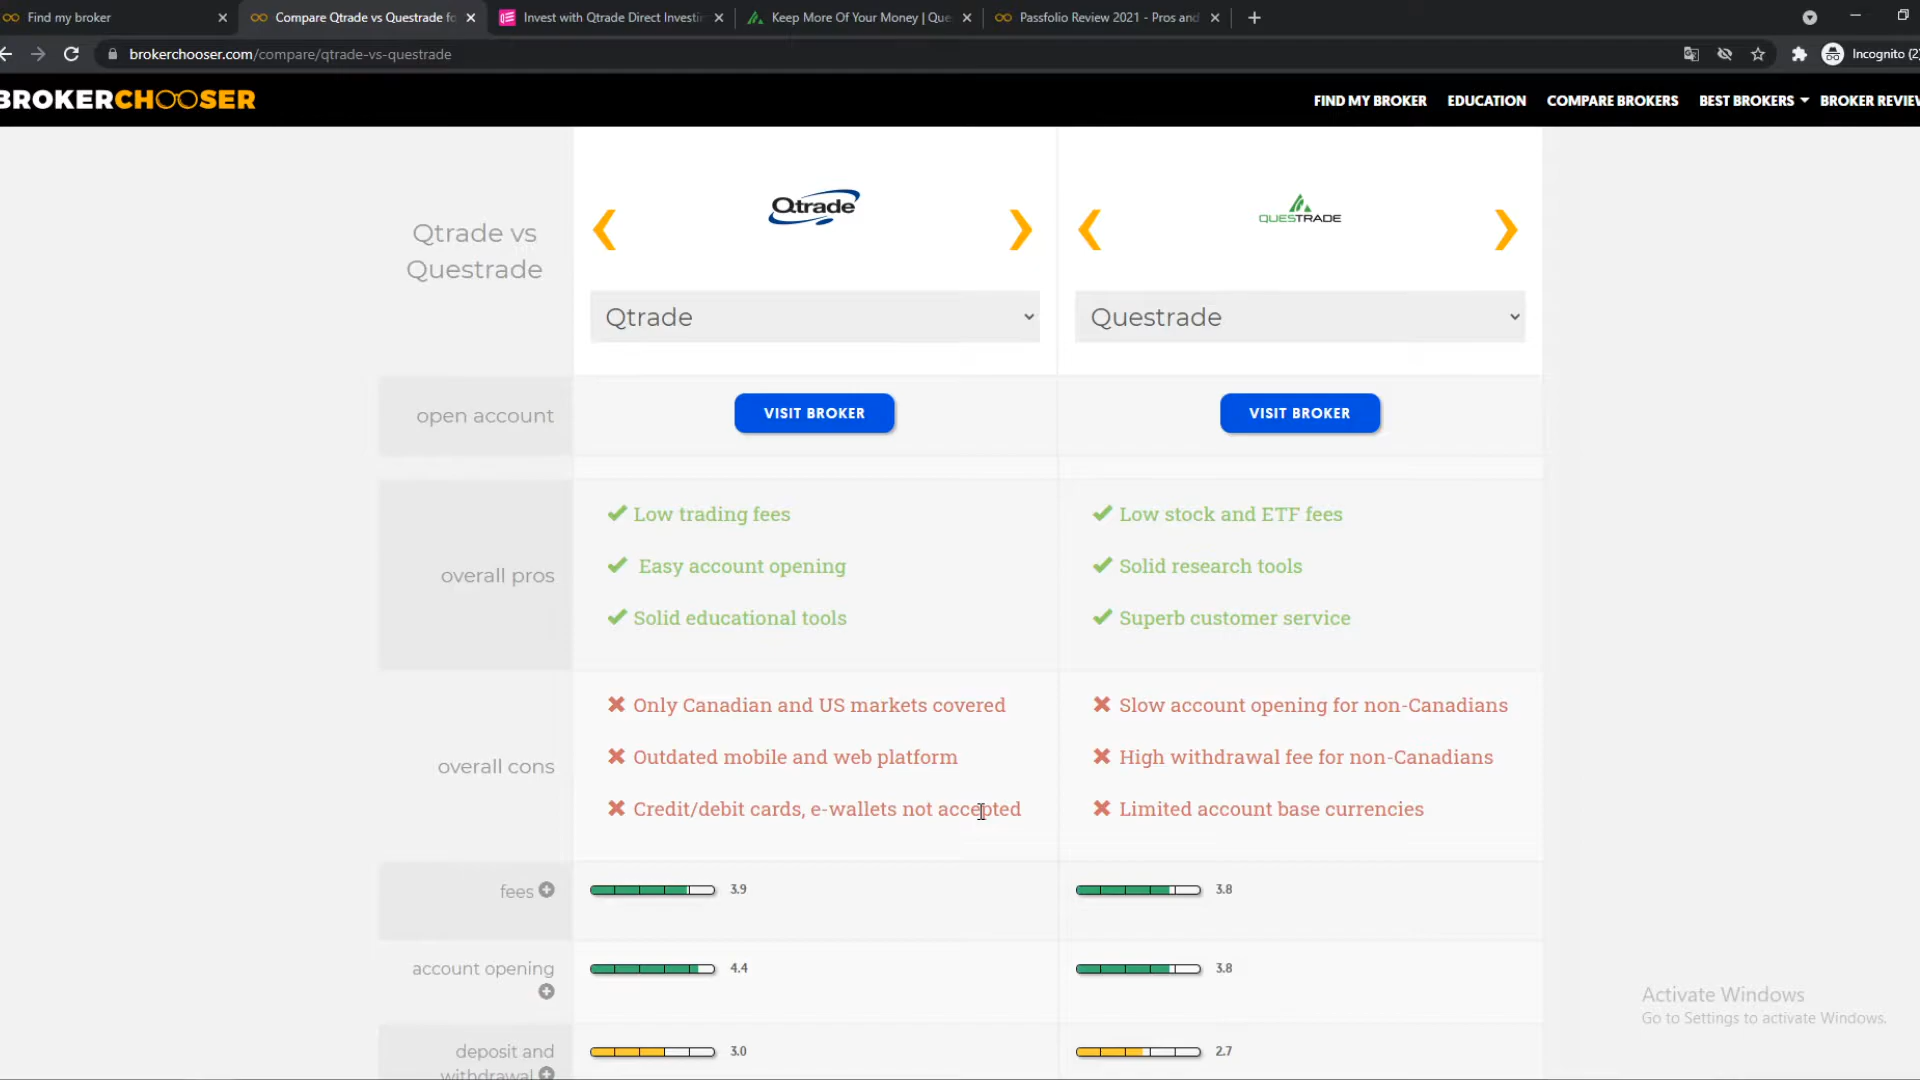 Find my broker
Compare Qtrade vs Questrade fo
Invest with Qtrade Direct Investin
Keep More Of Your Money | Que
Passfolio Review 2021 - Pros and
brokerchooser.com/compare/qtrade-vs-questrade
Incognito (2
BROKERCHOOSER
FIND MY BROKER
EDUCATION
COMPARE BROKERS
BEST BROKERS
BROKER REVIEW
Qtrade vs
Questrade
Qtrade
QUESTRADE
Qtrade
Questrade
open account
VISIT BROKER
VISIT BROKER
overall pros
Low trading fees
Easy account opening
Solid educational tools
Low stock and ETF fees
Solid research tools
Superb customer service
overall cons
Only Canadian and US markets covered
Outdated mobile and web platform
Credit/debit cards, e-wallets not accepted
Slow account opening for non-Canadians
High withdrawal fee for non-Canadians
Limited account base currencies
fees
3.9
3.8
account opening
4.4
3.8
deposit and
withdrawal
3.0
2.7
Activate Windows
Go to Settings to activate Windows.